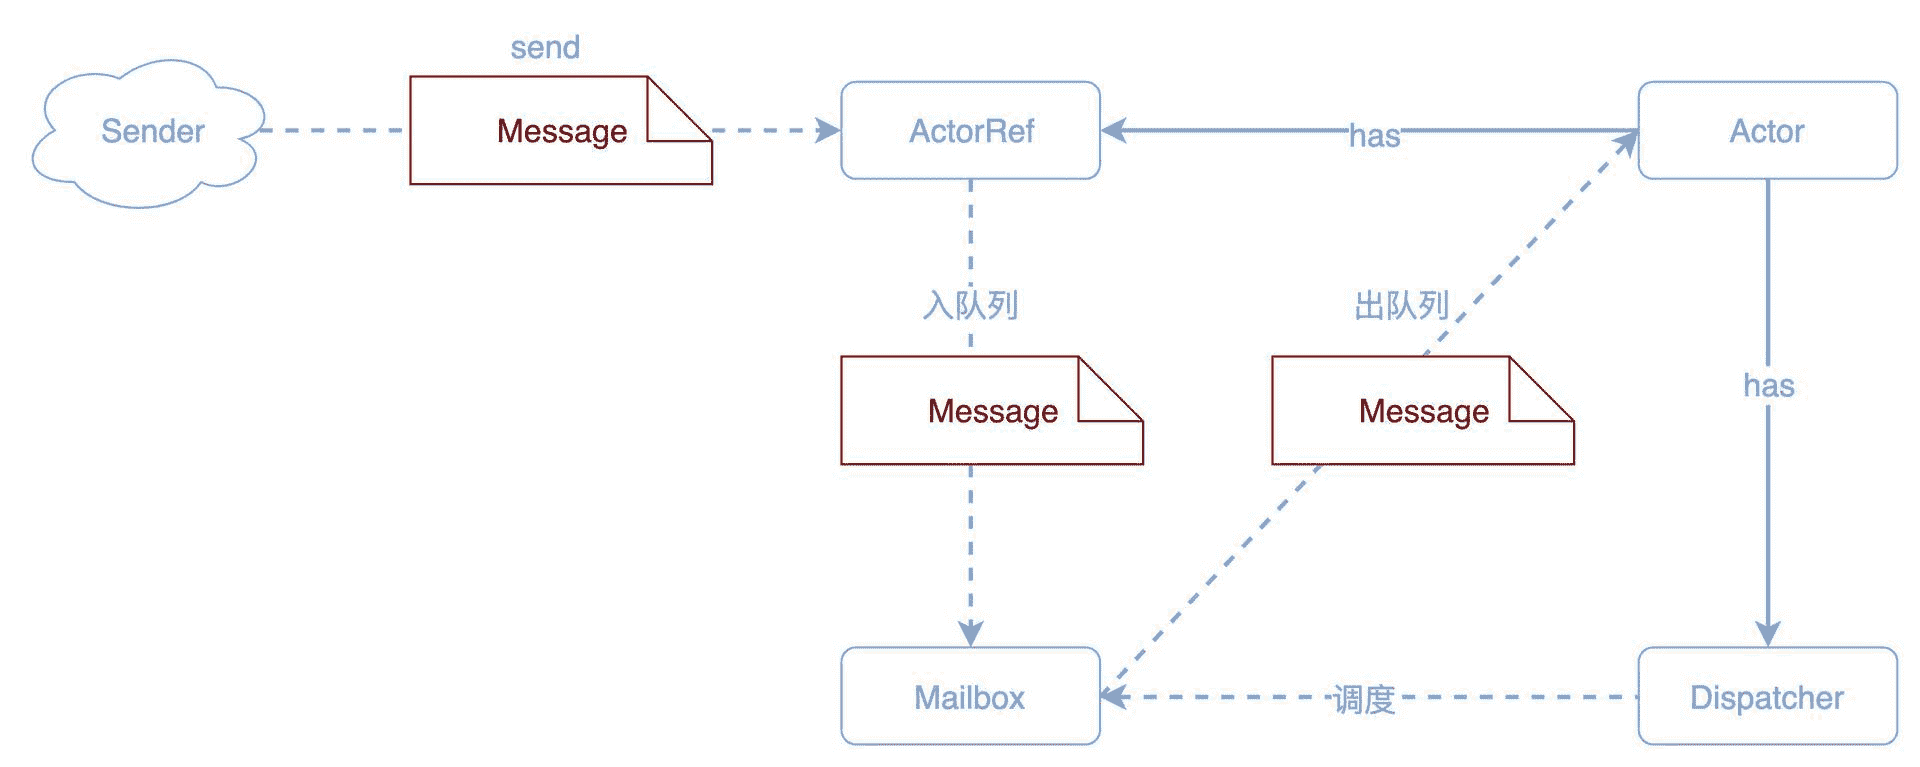 send
Sender
Message
ActorRef
has
Actor
入队列
出队列
Message
Message
has
Mailbox
调度
Dispatcher